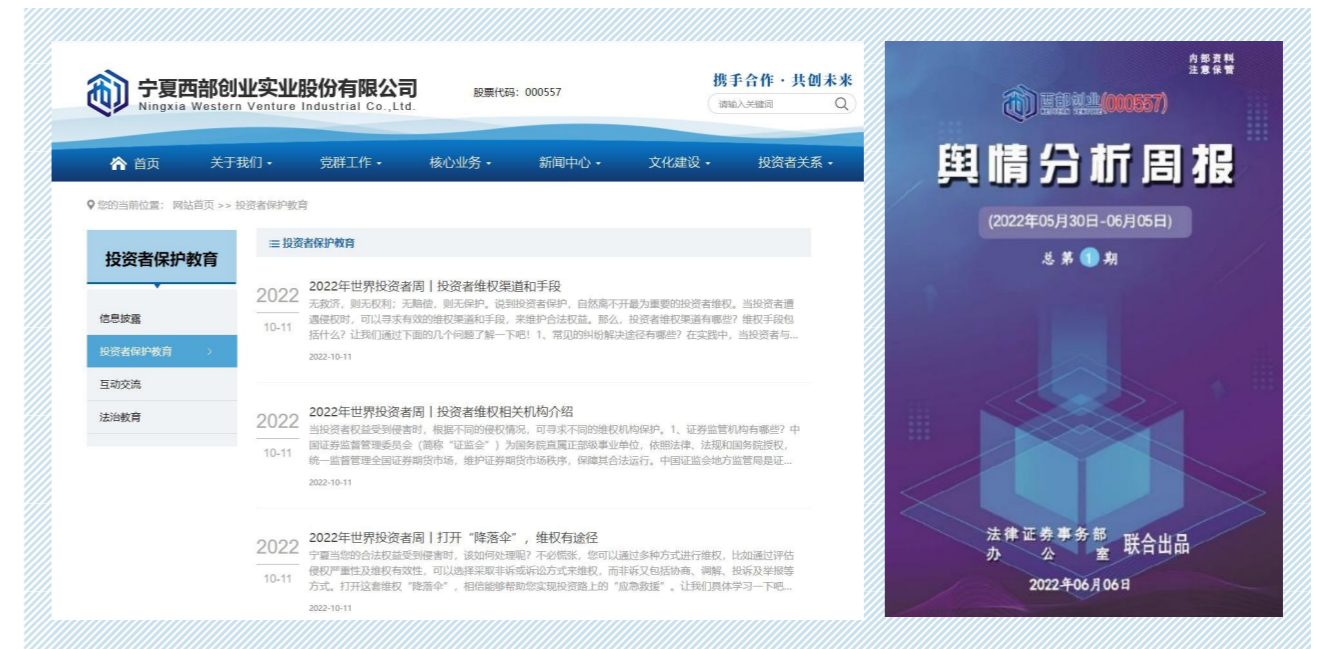 宁夏西部创业实业股份有限公司
Ningxia Western Venture Industrial Co.,Ltd.
股票代码：000557
携手合作·共创未来
请输入关键词
首页
关于我们
党群工作
核心业务
新闻中心
文化建设
投资者关系
您的当前位置： 网站首页 >> 投资者保护教育
投资者保护教育
信息披露
投资者保护教育 >
互动交流
法治教育
投资者保护教育
2022
10-11
2022年世界投资者周丨投资者维权渠道和手段
无救济，则无权利；无赔偿，则无保护。说到投资者保护，自然离不开最为重要的投资者维权。当投资者遭
遇侵权时，可以寻求有效的维权渠道和手段，来维护合法权益。那么，投资者维权渠道有哪些？维权手段包
括什么？让我们通过下面的几个问题了解一下吧！1、常见的纠纷解决途径有哪些？在实践中，当投资者与...
2022-10-11
2022
10-11
2022年世界投资者周丨投资者维权相关机构介绍
当投资者权益受到侵害时，根据不同的侵权情况，可寻求不同的维权机构保护。1、证券监管机构有哪些？中
国证券监督管理委员会（简称“证监会”）为国务院直属正部级事业单位，依照法律、法规和国务院授权，
统一监督管理全国证券期货市场，维护证券期货市场秩序，保障其合法运行。中国证监会地方监管局是证...
2022-10-11
2022
10-11
2022年世界投资者周丨打开“降落伞”，维权有途径
宁夏当您的合法权益受到侵害时，该如何处理呢？不必慌张，您可以通过多种方式进行维权，比如通过评估
侵权严重性及维权有效性，可以选择采取非诉或诉讼方式来维权，而非诉又包括协商、调解、投诉及举报等
方式。打开这套维权“降落伞”，相信能够帮助您实现投资路上的“应急救援”。让我们具体学习一下吧...
2022-10-11
内部资料
注意保管
西部创业(000557)
舆情分析周报
(2022年05月30日-06月05日)
总第1期
法律证券事务部
办公室
联合出品
2022年06月06日